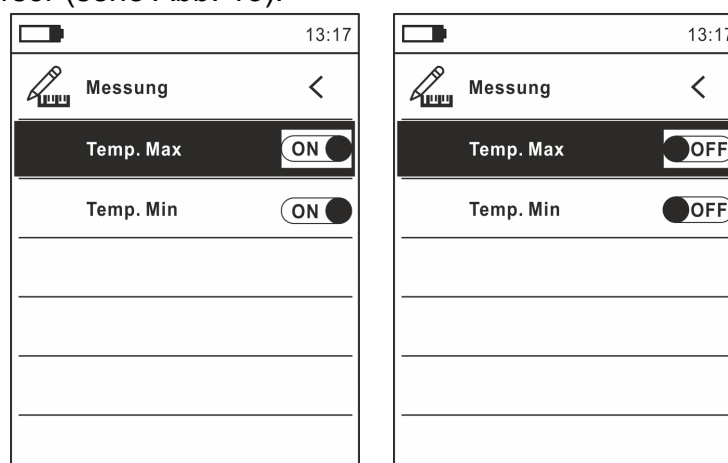 13:17
Messung
Temp. Max ON
Temp. Min ON
13:17
Messung
Temp. Max OFF
Temp. Min OFF